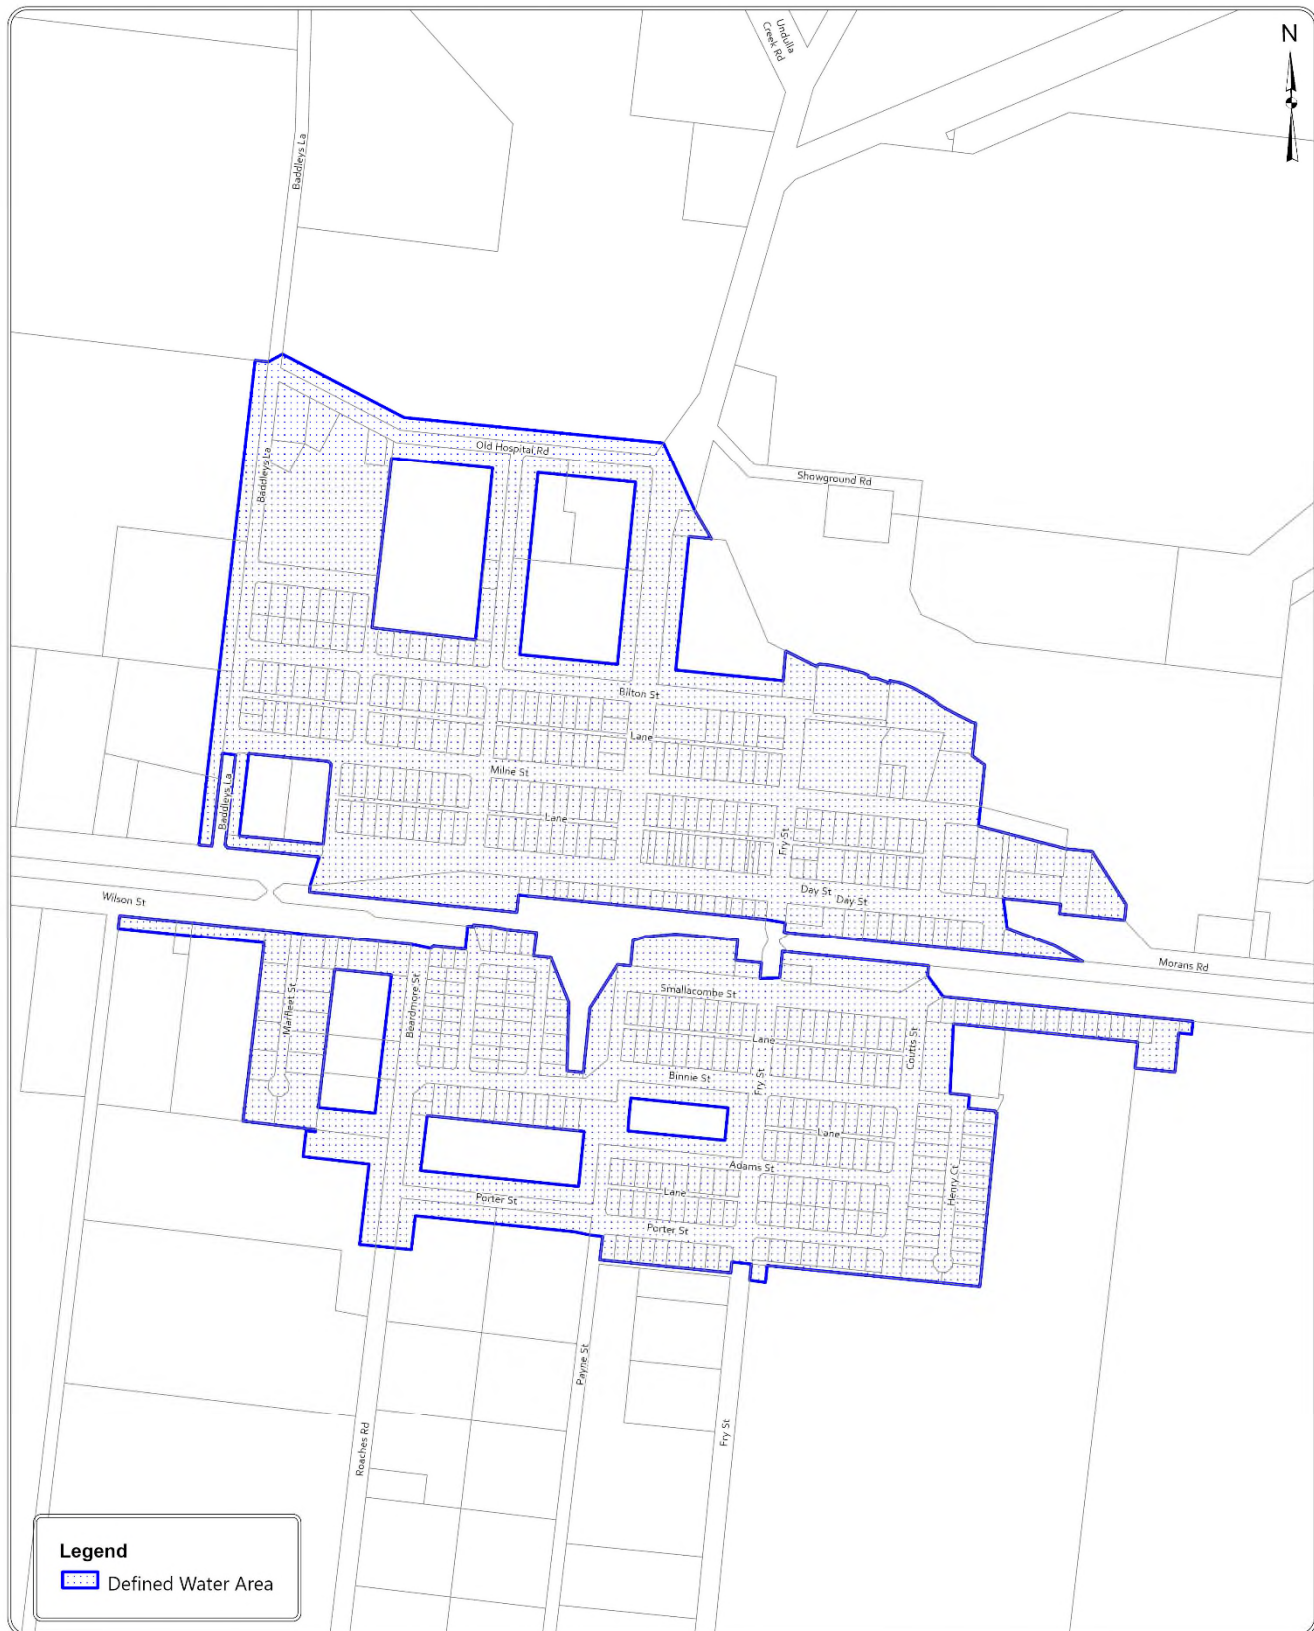 Undulla
Creek Rd
N
Baddleys La
Old Hospital Rd
Baddleys La
Showground Rd
Bilton St
Lane
Milne St
Baddleys La
Lane
Fry St
Day St
Day St
Wilson St
Morans Rd
Smallacombe St
Marfleet St
Beardmore St
Lane
Coutts St
Binnie St
Fry St
Lane
Adams St
Lane
Henry Ct
Porter St
Porter St
Payne St
Roaches Rd
Fry St
Legend
Defined Water Area